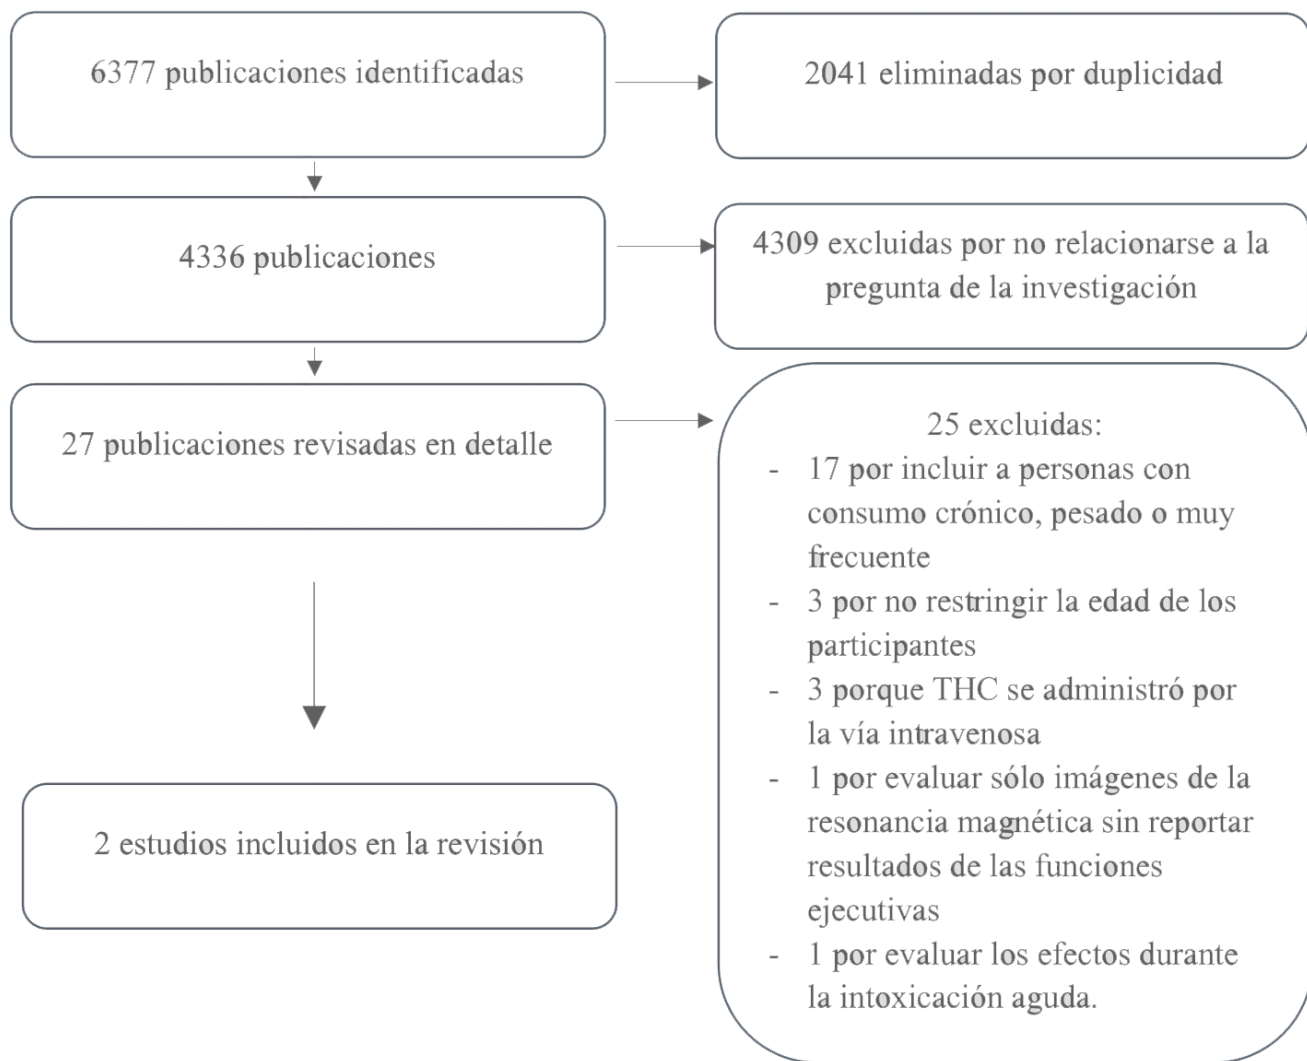 6377 publicaciones identificadas
2041 eliminadas por duplicidad
4336 publicaciones
4309 excluidas por no relacionarse a la
pregunta de la investigación
27 publicaciones revisadas en detalle
25 excluidas:
- 17 por incluir a personas con
consumo crónico, pesado o muy
frecuente
- 3 por no restringir la edad de los
participantes
- 3 porque THC se administró por
la vía intravenosa
- 1 por evaluar sólo imágenes de la
resonancia magnética sin reportar
resultados de las funciones
ejecutivas
- 1 por evaluar los efectos durante
la intoxicación aguda.
2 estudios incluidos en la revisión